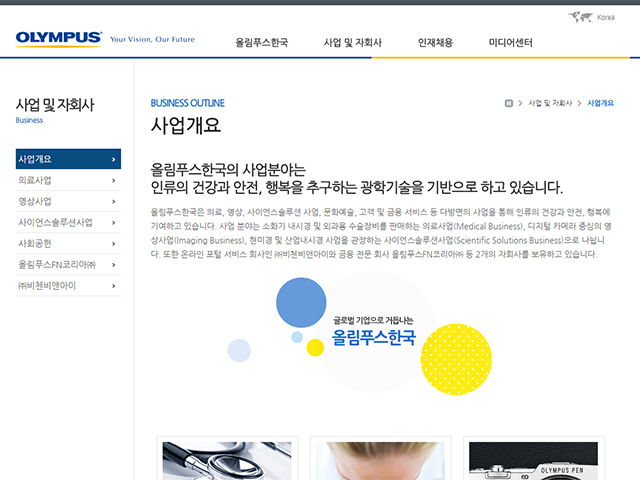 Korea
OLYMPUS Your Vision, Our Future
올림푸스한국 사업 및 자회사 인재채용 미디어센터
사업 및 자회사
Business
사업개요
의료사업
영상사업
사이언스솔루션사업
사회공헌
올림푸스FN코리아㈜
㈜비첸비앤아이
BUSINESS OUTLINE
H > 사업 및 자회사 > 사업개요
사업개요
올림푸스한국의 사업분야는
인류의 건강과 안전, 행복을 추구하는 광학기술을 기반으로 하고 있습니다.
올림푸스한국은 의료, 영상, 사이언스솔루션 사업, 문화예술, 고객 및 금융 서비스 등 다방면의 사업을 통해 인류의 건강과 안전, 행복에
기여하고 있습니다. 사업 분야는 소화기 내시경 및 외과용 수술장비를 판매하는 의료사업(Medical Business), 디지털 카메라 중심의 영
상사업(Imaging Business), 현미경 및 산업내시경 사업을 관장하는 사이언스솔루션사업(Scientific Solutions Business)으로 나뉩니
다. 또한 온라인 포털 서비스 회사인 ㈜비첸비앤아이와 금융 전문 회사 올림푸스FN코리아㈜ 등 2개의 자회사를 보유하고 있습니다.
글로벌 기업으로 거듭나는
올림푸스한국
OLYMPUS PEN